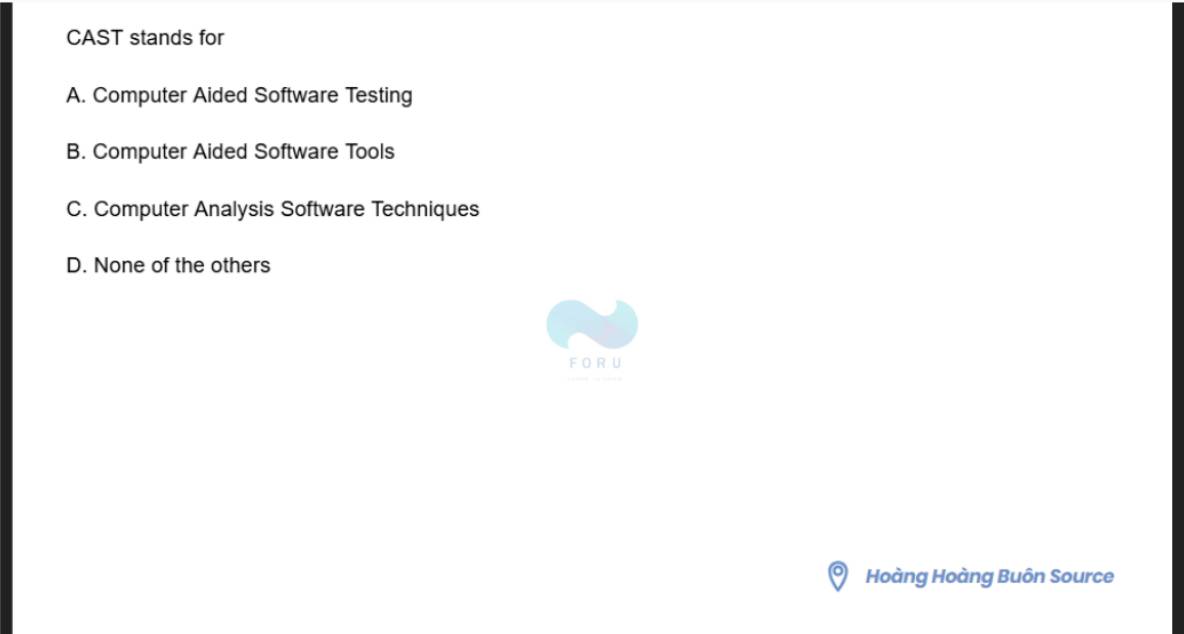 CAST stands for
A. Computer Aided Software Testing
B. Computer Aided Software Tools
C. Computer Analysis Software Techniques
D. None of the others
FORU
Hoàng Hoàng Buôn Source